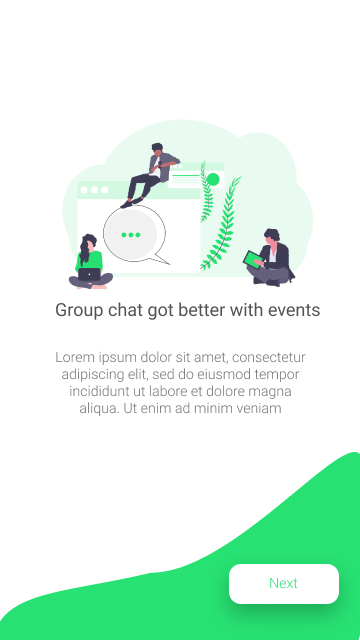 Group chat got better with events
Lorem ipsum dolor sit amet, consectetur
adipiscing elit, sed do eiusmod tempor
incididunt ut labore et dolore magna
aliqua. Ut enim ad minim veniam
Next